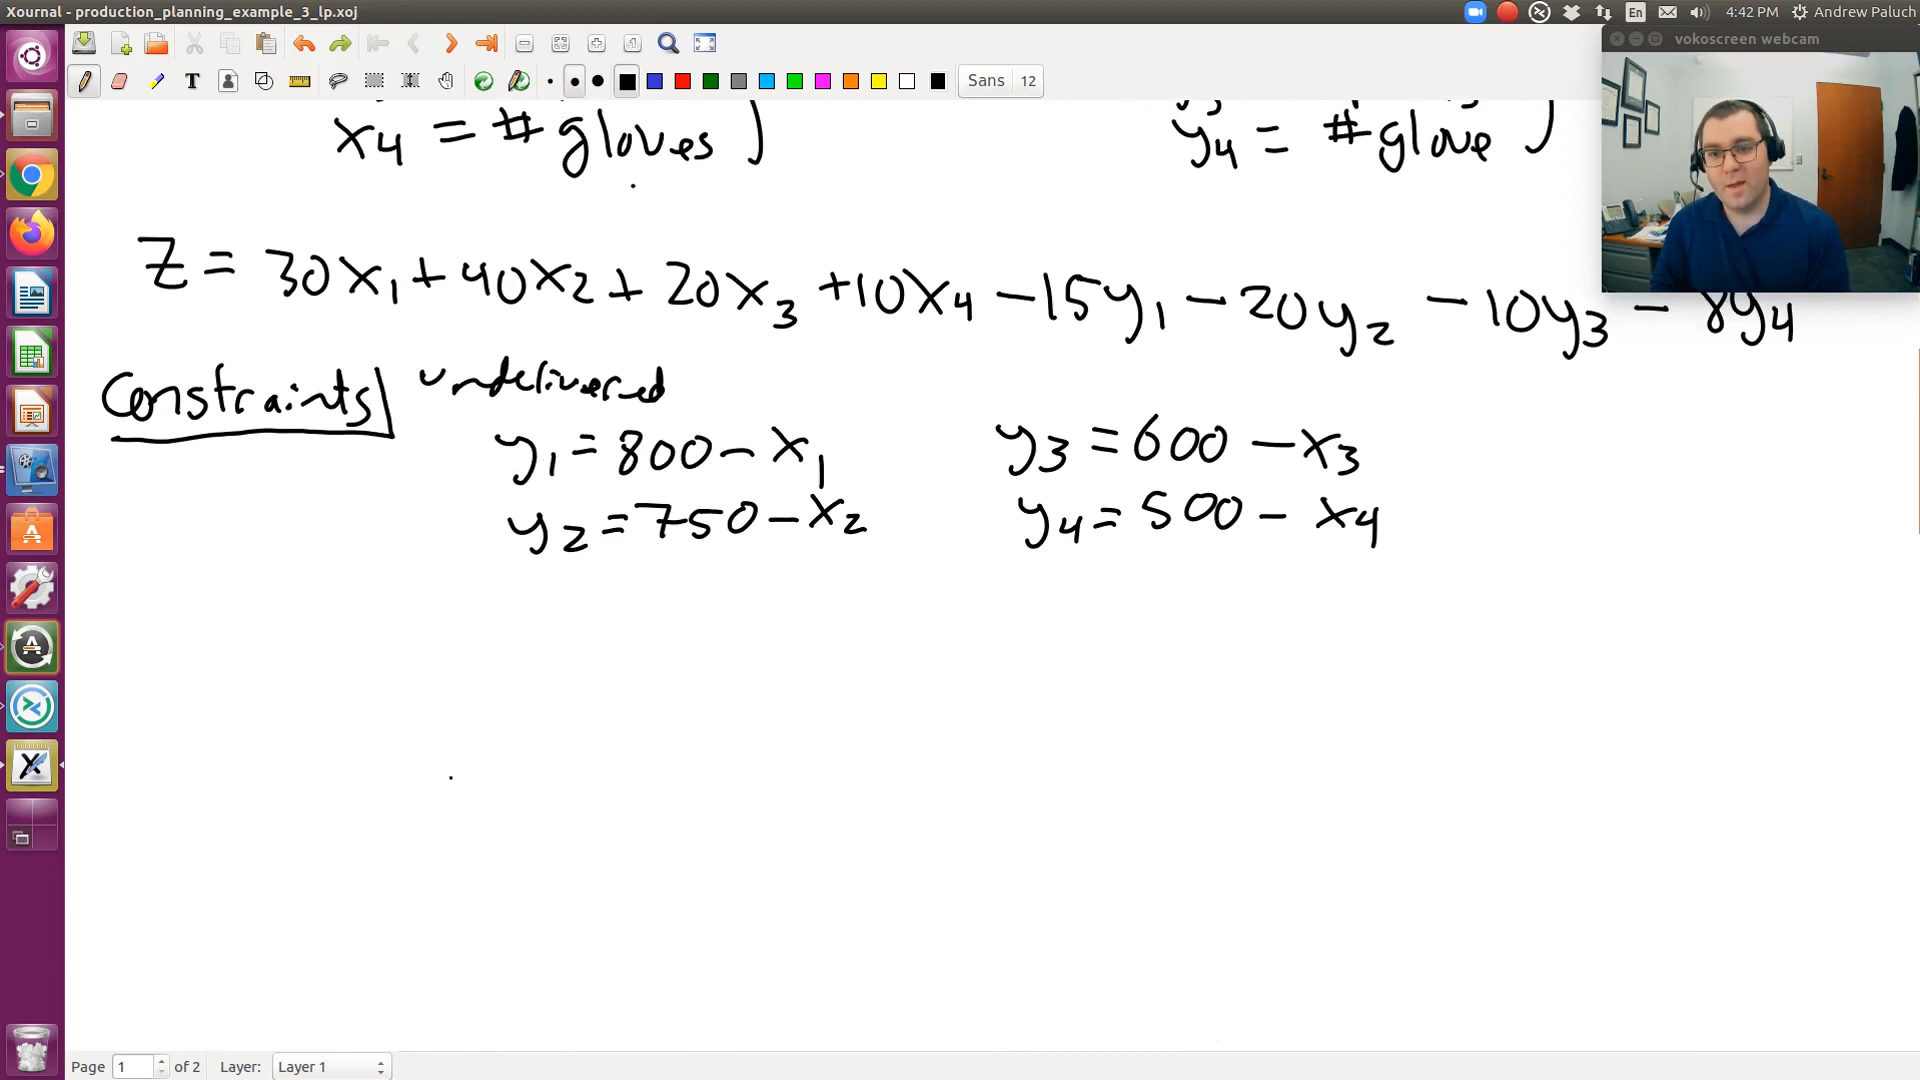 Xournal - production_planning_example_3_lp.xoj
En
4:42 PM
Andrew Paluch
vokoscreen webcam
T
Sans 12
x4 = # gloves )
y4 = # glove )
Z = 30x1 + 40x2 + 20x3 + 10x4 - 15y1 - 20y2 - 10y3 - 8y4
Constraints
undelivered
y1 = 800 - x1
y3 = 600 - x3
y2 = 750 - x2
y4 = 500 - x4
Page 1 of 2 Layer: Layer 1